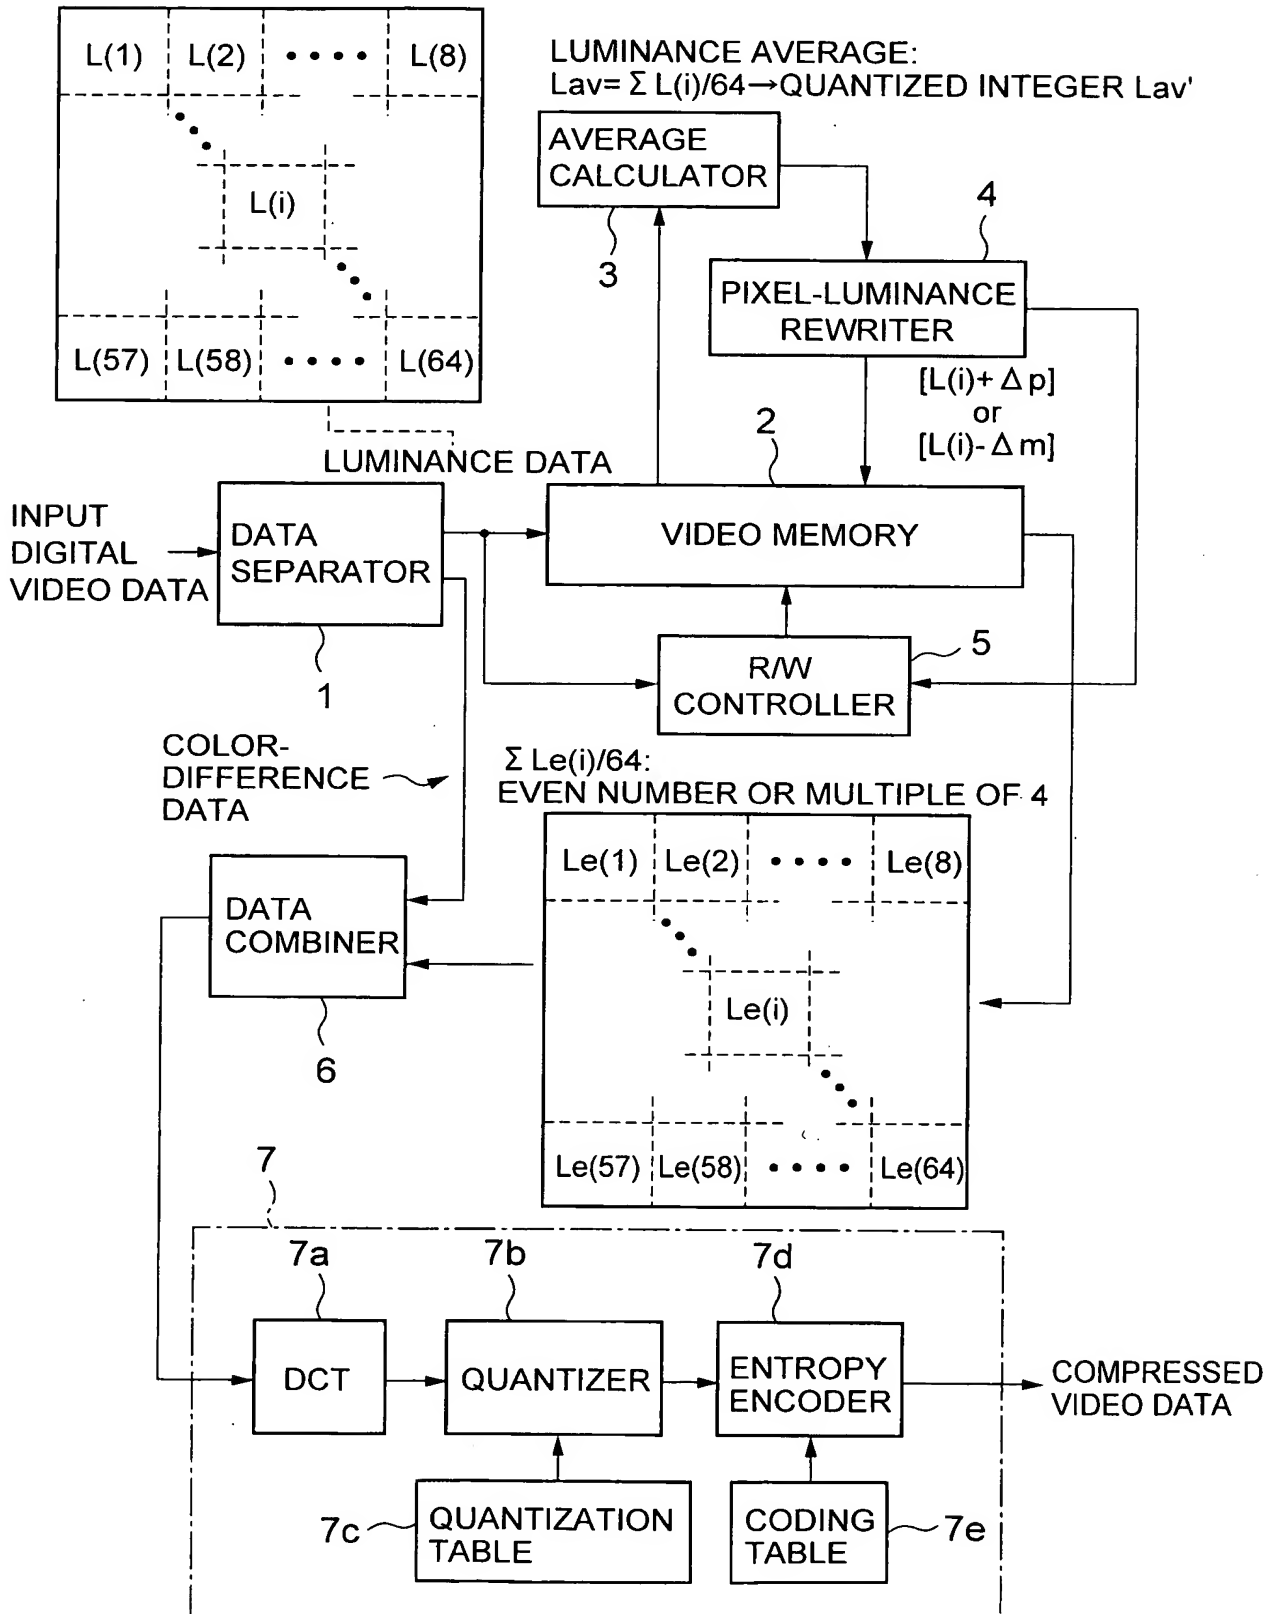 L(1) L(2) • • • • L(8)
LUMINANCE AVERAGE:
Lav= Σ L(i)/64→QUANTIZED INTEGER Lav'
AVERAGE
CALCULATOR
3
4
L(i)
PIXEL-LUMINANCE
REWRITER
L(57) L(58) • • • • L(64)
[L(i)+ Δ p]
or
[L(i)- Δ m]
2
LUMINANCE DATA
INPUT
DIGITAL
VIDEO DATA
DATA
SEPARATOR
1
VIDEO MEMORY
R/W
CONTROLLER
5
COLOR-
DIFFERENCE
DATA
Σ Le(i)/64:
EVEN NUMBER OR MULTIPLE OF 4
Le(1) Le(2) • • • • Le(8)
DATA
COMBINER
6
Le(i)
Le(57) Le(58) • • • • Le(64)
7
7a 7b 7d
DCT
QUANTIZER
ENTROPY
ENCODER
COMPRESSED
VIDEO DATA
7c
QUANTIZATION
TABLE
CODING
TABLE
7e